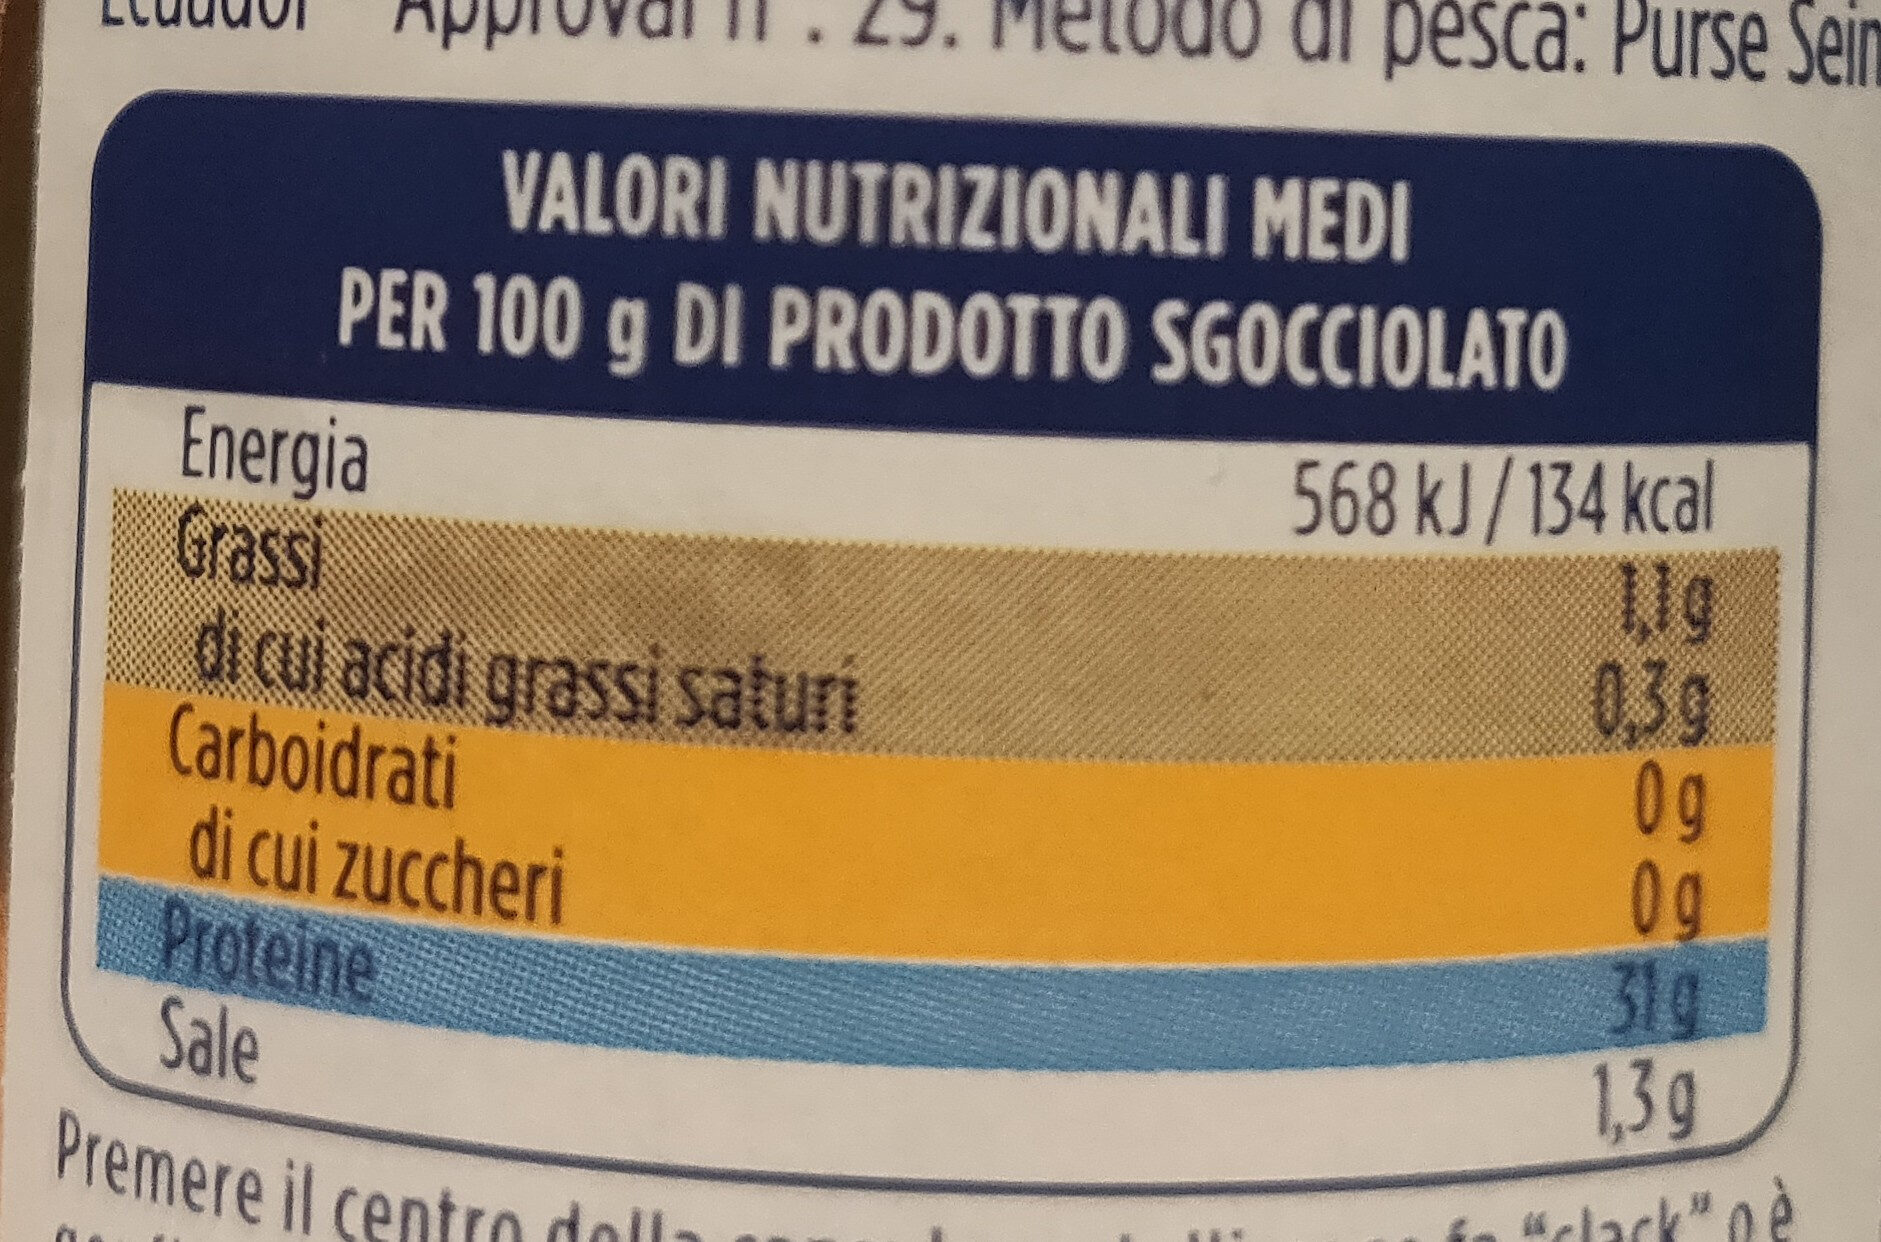 Ecuador Approval n°. 29. Metodo di pesca: Purse Sein
VALORI NUTRIZIONALI MEDI
PER 100 g DI PRODOTTO SGOCCIOLATO
Energia 568 kJ / 134 kcal
Grassi 1,1 g
di cui acidi grassi saturi 0,3 g
Carboidrati 0 g
di cui zuccheri 0 g
Proteine 31 g
Sale 1,3 g
Premere il centro della "clack" o è